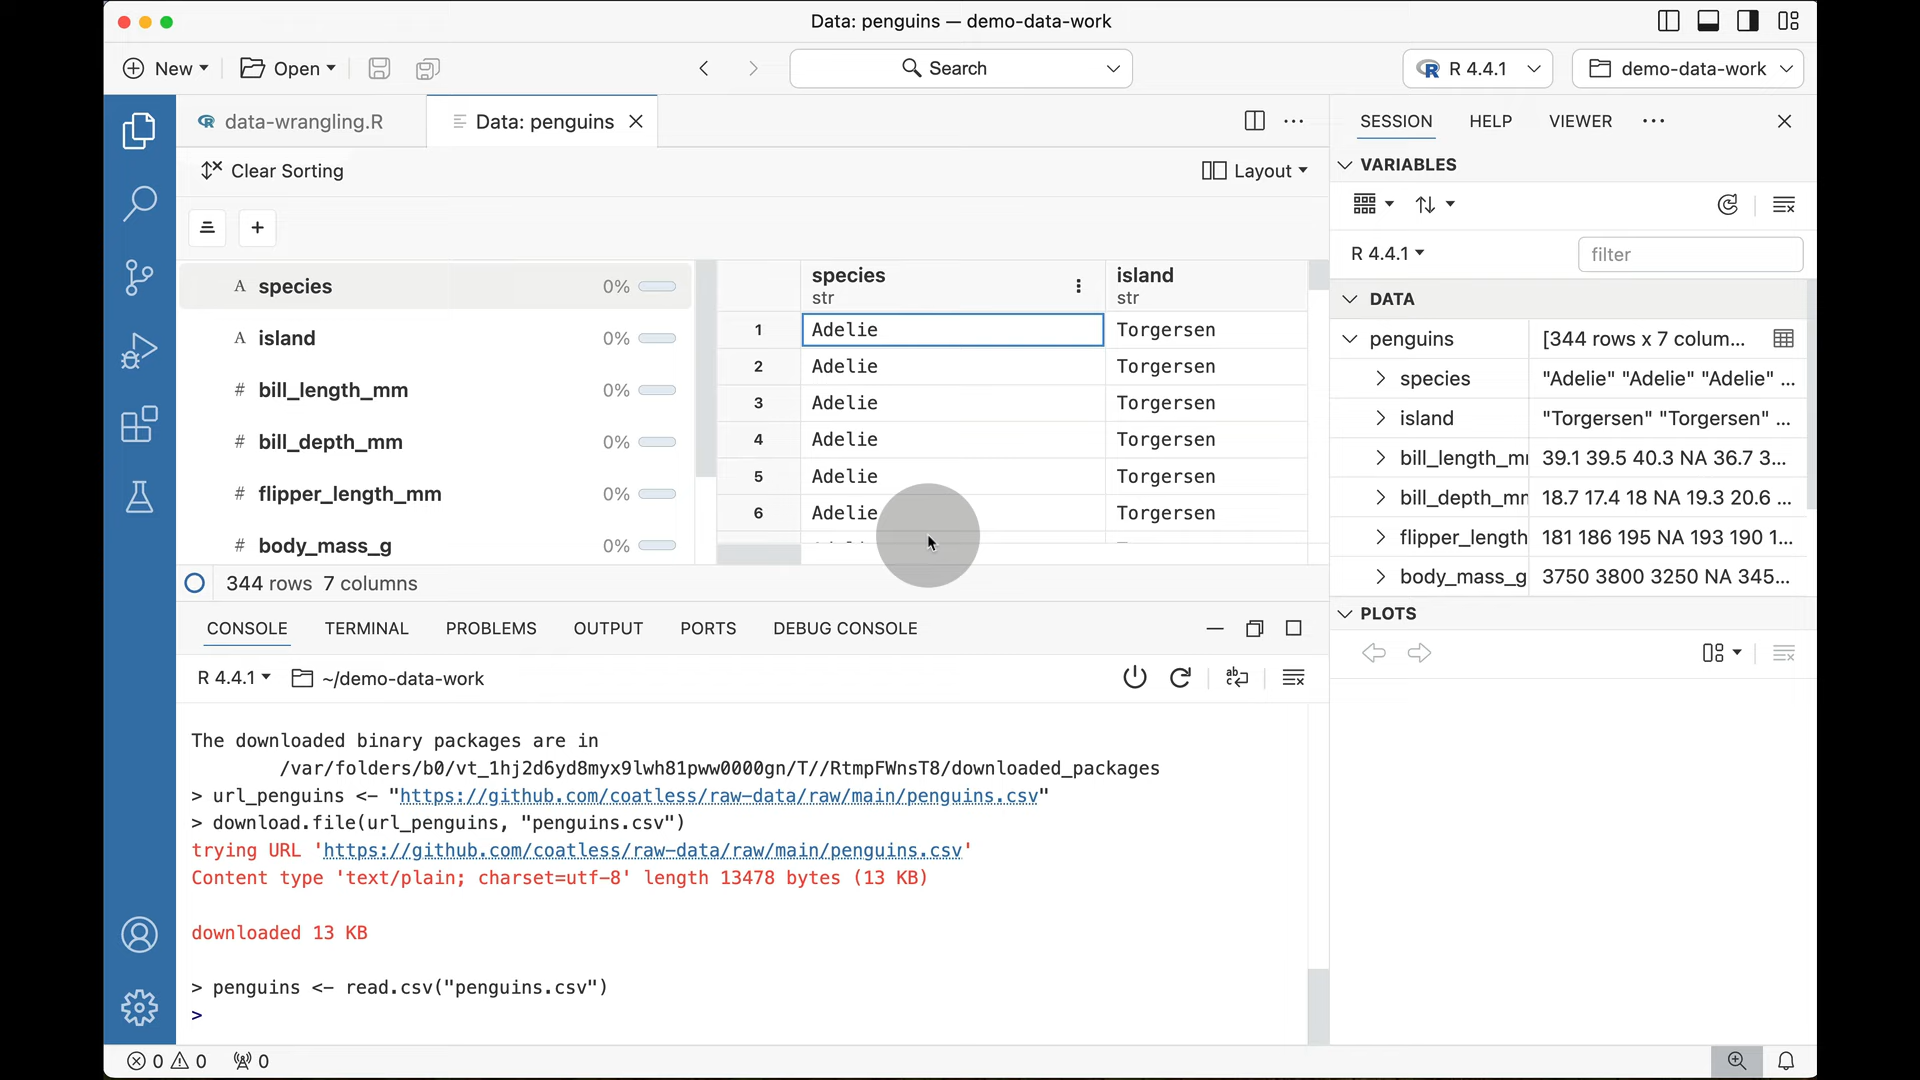 Data: penguins — demo-data-work
New
Open
Search
R 4.4.1
demo-data-work
data-wrangling.R
Data: penguins
Clear Sorting
Layout
A species 0%
A island 0%
# bill_length_mm 0%
# bill_depth_mm 0%
# flipper_length_mm 0%
# body_mass_g 0%
species island
str str
1 Adelie Torgersen
2 Adelie Torgersen
3 Adelie Torgersen
4 Adelie Torgersen
5 Adelie Torgersen
6 Adelie Torgersen
344 rows 7 columns
SESSION HELP VIEWER
VARIABLES
R 4.4.1
filter
DATA
penguins [344 rows x 7 colum...
species "Adelie" "Adelie" "Adelie" ...
island "Torgersen" "Torgersen" ...
bill_length_m 39.1 39.5 40.3 NA 36.7 3...
bill_depth_m 18.7 17.4 18 NA 19.3 20.6 ...
flipper_length 181 186 195 NA 193 190 1...
body_mass_g 3750 3800 3250 NA 345...
PLOTS
CONSOLE TERMINAL PROBLEMS OUTPUT PORTS DEBUG CONSOLE
R 4.4.1 ~/demo-data-work
The downloaded binary packages are in
/var/folders/b0/vt_1hj2d6yd8myx9lwh81pww0000gn/T//RtmpFWnsT8/downloaded_packages
> url_penguins <- "https://github.com/coatless/raw-data/raw/main/penguins.csv"
> download.file(url_penguins, "penguins.csv")
trying URL 'https://github.com/coatless/raw-data/raw/main/penguins.csv'
Content type 'text/plain; charset=utf-8' length 13478 bytes (13 KB)
downloaded 13 KB
> penguins <- read.csv("penguins.csv")
>
0 0 0